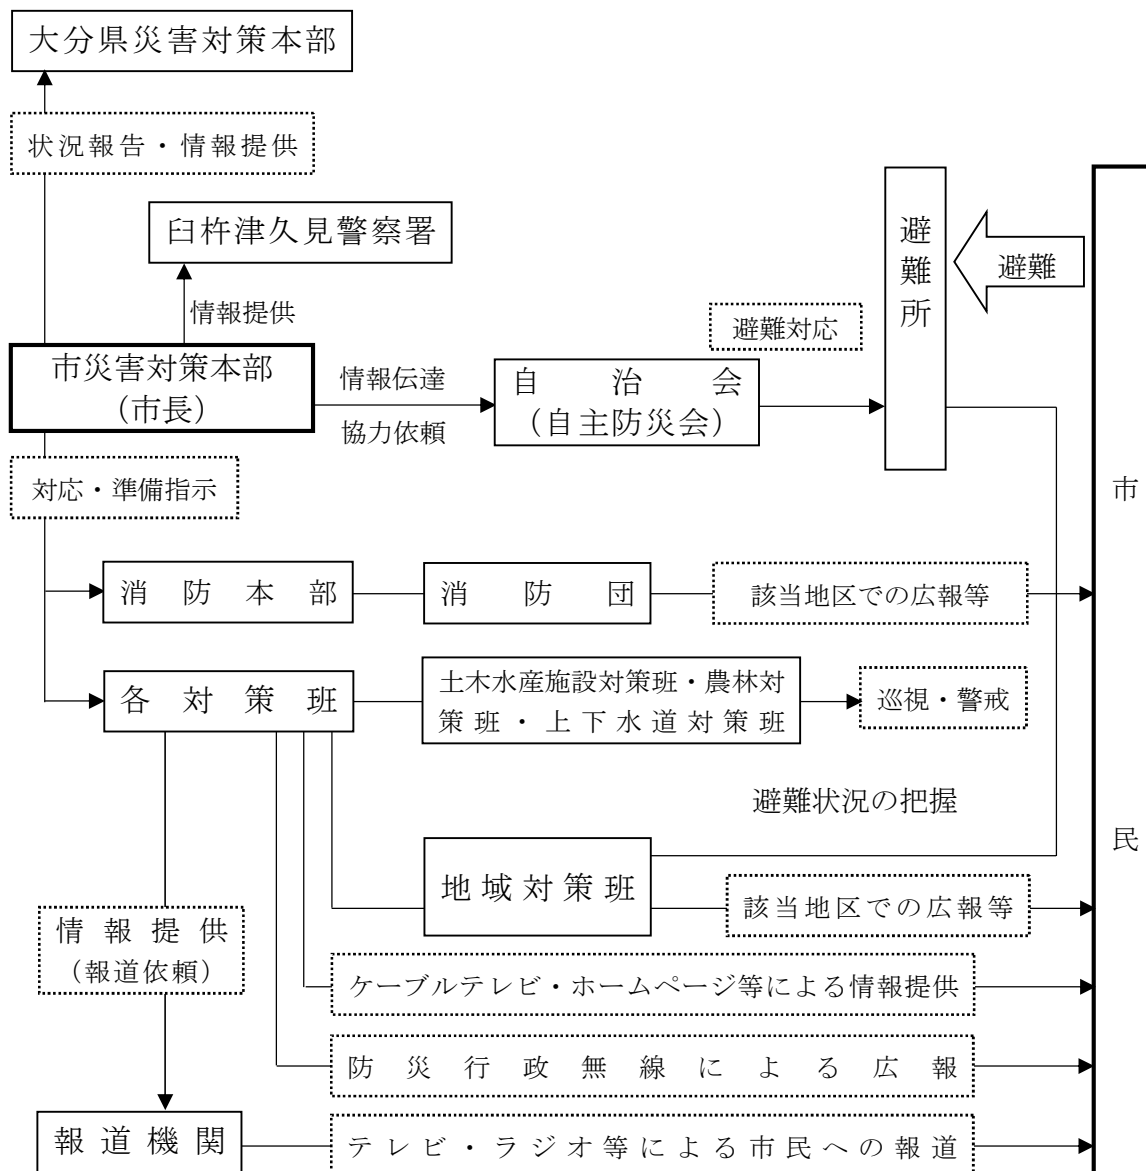 大分県災害対策本部
状況報告・情報提供
臼杵津久見警察署
情報提供
市災害対策本部
（市長）
情報伝達
協力依頼
自治会
（自主防災会）
避難対応
避難所
避難
市民
対応・準備指示
消防本部
消防団
該当地区での広報等
各対策班
土木水産施設対策班・農林対
策班・上下水道対策班
巡視・警戒
避難状況の把握
地域対策班
該当地区での広報等
情報提供
（報道依頼）
ケーブルテレビ・ホームページ等による情報提供
防災行政無線による広報
報道機関
テレビ・ラジオ等による市民への報道